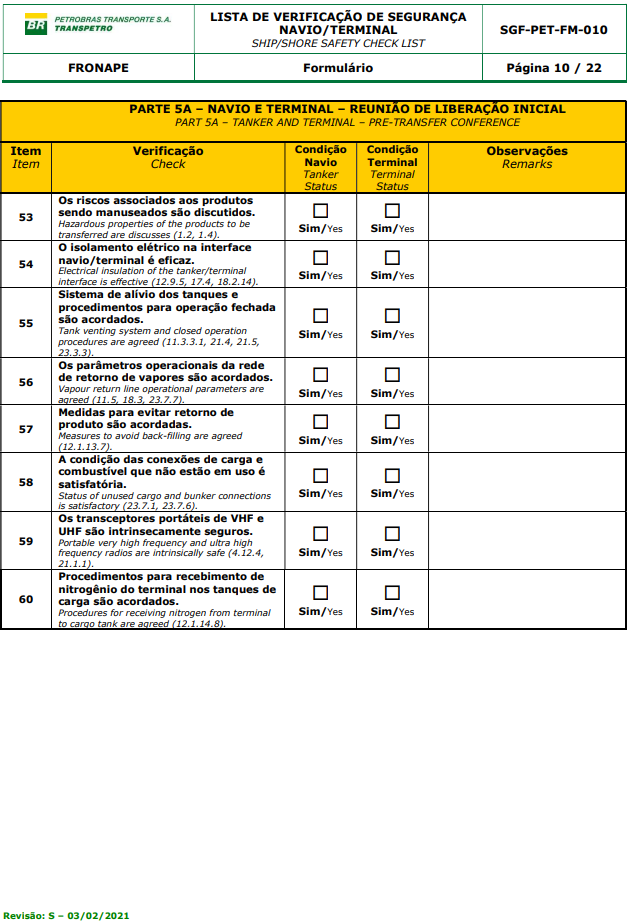 BR PETROBRAS TRANSPORTE S.A.
TRANSPETRO
LISTA DE VERIFICAÇÃO DE SEGURANÇA
NAVIO/TERMINAL
SHIP/SHORE SAFETY CHECK LIST
SGF-PET-FM-010
FRONAPE
Formulário
Página 10 / 22
PARTE 5A – NAVIO E TERMINAL – REUNIÃO DE LIBERAÇÃO INICIAL
PART 5A – TANKER AND TERMINAL – PRE-TRANSFER CONFERENCE
Item
Item
Verificação
Check
Condição
Navio
Tanker
Status
Condição
Terminal
Terminal
Status
Observações
Remarks
53
Os riscos associados aos produtos
sendo manuseados são discutidos.
Hazardous properties of the products to be
transferred are discusses (1.2, 1.4).
☐
Sim/Yes
☐
Sim/Yes
54
O isolamento elétrico na interface
navio/terminal é eficaz.
Electrical insulation of the tanker/terminal
interface is effective (12.9.5, 17.4, 18.2.14).
☐
Sim/Yes
☐
Sim/Yes
55
Sistema de alívio dos tanques e
procedimentos para operação fechada
são acordados.
Tank venting system and closed operation
procedures are agreed (11.3.3.1, 21.4, 21.5,
23.3.3).
☐
Sim/Yes
☐
Sim/Yes
56
Os parâmetros operacionais da rede
de retorno de vapores são acordados.
Vapour return line operational parameters are
agreed (11.5, 18.3, 23.7.7).
☐
Sim/Yes
☐
Sim/Yes
57
Medidas para evitar retorno de
produto são acordadas.
Measures to avoid back-filling are agreed
(12.1.13.7).
☐
Sim/Yes
☐
Sim/Yes
58
A condição das conexões de carga e
combustível que não estão em uso é
satisfatória.
Status of unused cargo and bunker connections
is satisfactory (23.7.1, 23.7.6).
☐
Sim/Yes
☐
Sim/Yes
59
Os transceptores portáteis de VHF e
UHF são intrinsecamente seguros.
Portable very high frequency and ultra high
frequency radios are intrinsically safe (4.12.4,
21.1.1).
☐
Sim/Yes
☐
Sim/Yes
60
Procedimentos para recebimento de
nitrogênio do terminal nos tanques de
carga são acordados.
Procedures for receiving nitrogen from terminal
to cargo tank are agreed (12.1.14.8).
☐
Sim/Yes
☐
Sim/Yes
Revisão: S – 03/02/2021